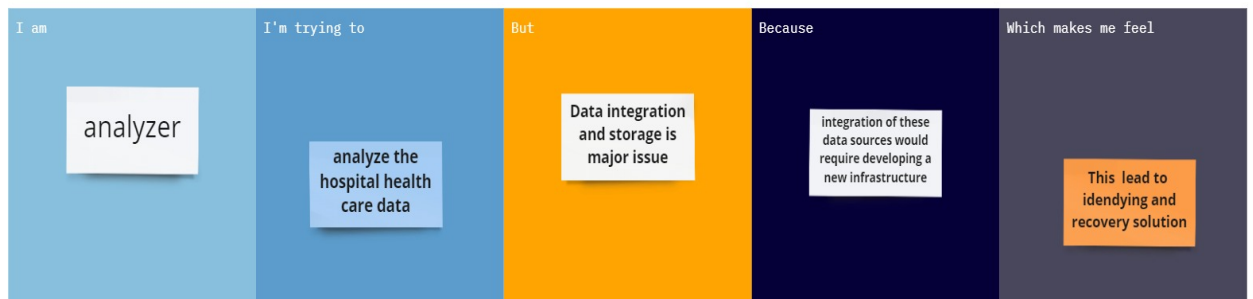 I am
analyzer
I'm trying to
analyze the
hospital health
care data
But
Data integration
and storage is
major issue
Because
integration of these
data sources would
require developing a
new infrastructure
Which makes me feel
This  lead to
idendying and
recovery solution